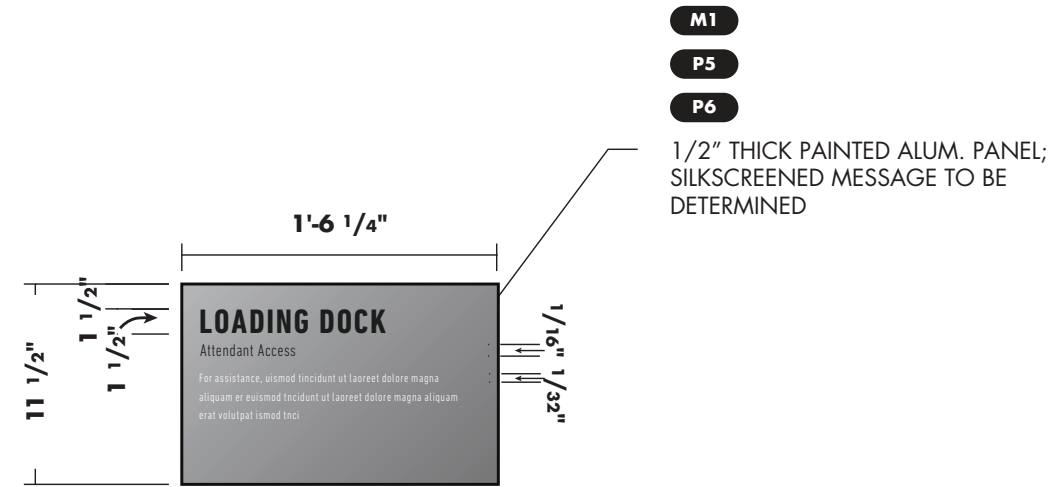 M1
P5
P6
1/2" THICK PAINTED ALUM. PANEL;
SILKSCREENED MESSAGE TO BE
DETERMINED
1'-6 1/4"
11 1/2"
1 1/2"
1 1/2"
LOADING DOCK
Attendant Access
For assistance, uismod tincidunt ut laoreet dolore magna
aliquam er euismod tncidunt ut laoreet dolore magna aliquam
erat volutpat ismod tnci
1/16"
1/32"